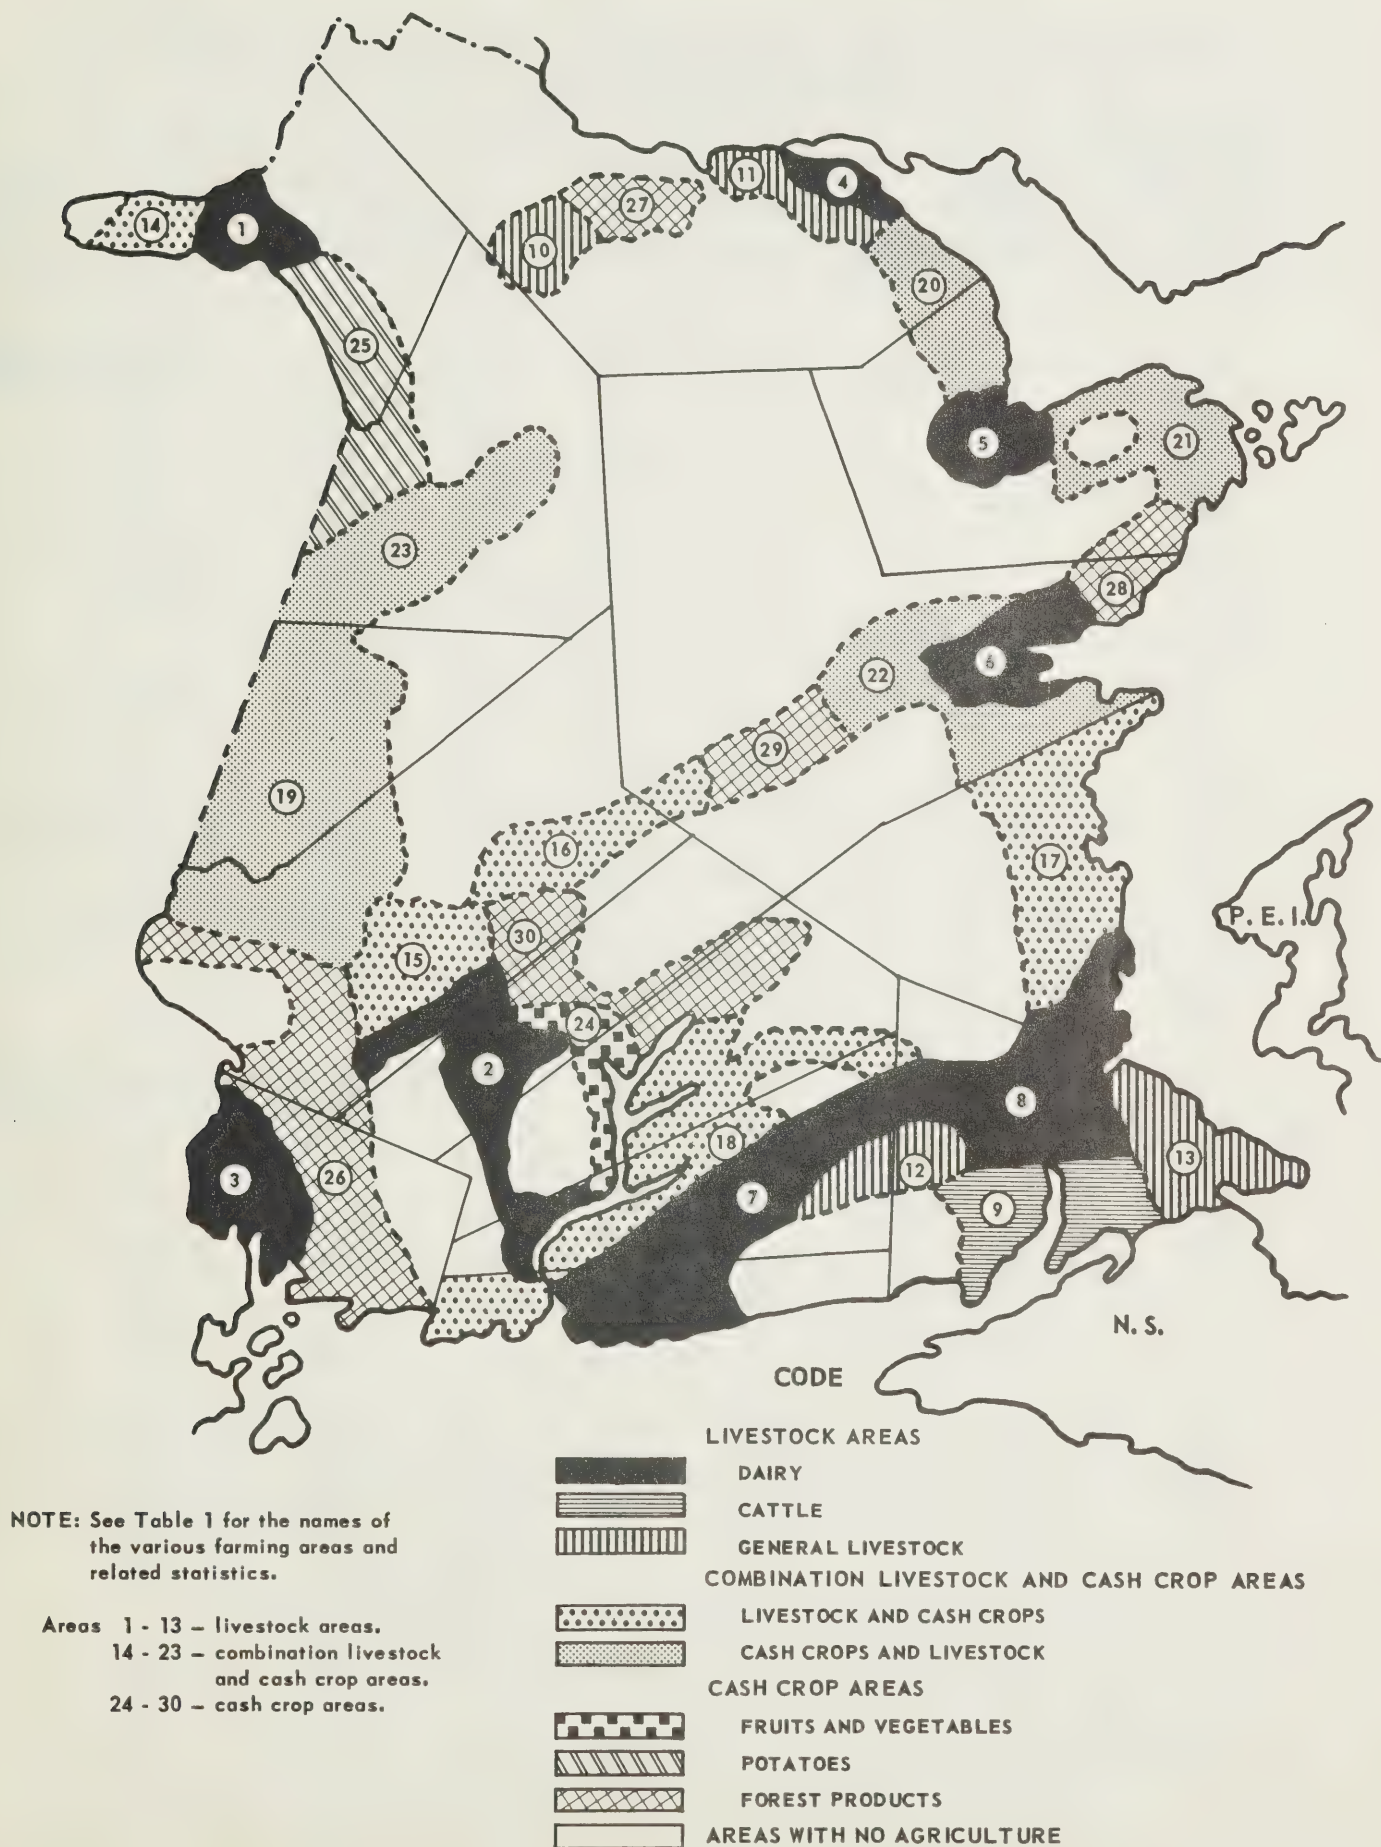 11
4
14
1
27
10
20
25
5
21
23
28
6
22
29
19
16
17
P. E. I.
30
15
24
2
8
18
12
13
3
26
7
9
N. S.
CODE
LIVESTOCK AREAS
DAIRY
CATTLE
GENERAL LIVESTOCK
COMBINATION LIVESTOCK AND CASH CROP AREAS
LIVESTOCK AND CASH CROPS
CASH CROPS AND LIVESTOCK
CASH CROP AREAS
FRUITS AND VEGETABLES
POTATOES
FOREST PRODUCTS
AREAS WITH NO AGRICULTURE
NOTE: See Table 1 for the names of
the various farming areas and
related statistics.
Areas 1 - 13 – livestock areas.
14 - 23 – combination livestock
and cash crop areas.
24 - 30 – cash crop areas.